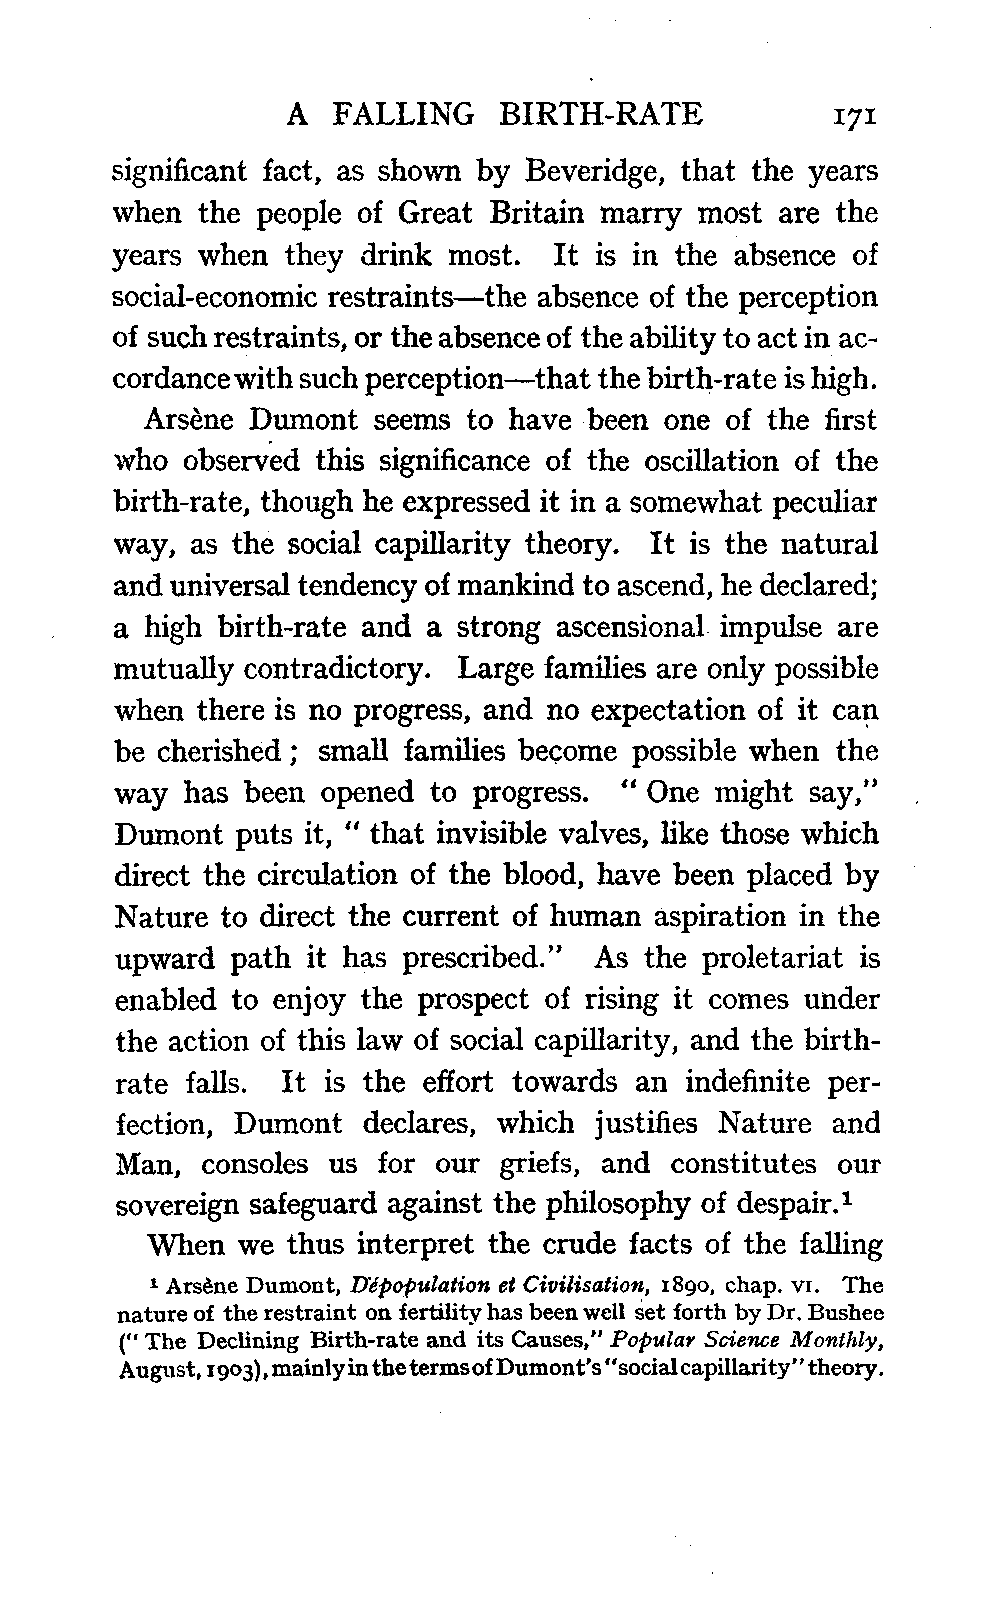 A FALLING BIRTH-RATE 171
significant fact, as shown by Beveridge, that the years
when the people of Great Britain marry most are the
years when they drink most. It is in the absence of
social-economic restraints—the absence of the perception
of such restraints, or the absence of the ability to act in ac-
cordance with such perception—that the birth-rate is high.
Arsène Dumont seems to have been one of the first
who observed this significance of the oscillation of the
birth-rate, though he expressed it in a somewhat peculiar
way, as the social capillarity theory. It is the natural
and universal tendency of mankind to ascend, he declared;
a high birth-rate and a strong ascensional impulse are
mutually contradictory. Large families are only possible
when there is no progress, and no expectation of it can
be cherished ; small families become possible when the
way has been opened to progress. “ One might say,”
Dumont puts it, “ that invisible valves, like those which
direct the circulation of the blood, have been placed by
Nature to direct the current of human aspiration in the
upward path it has prescribed.” As the proletariat is
enabled to enjoy the prospect of rising it comes under
the action of this law of social capillarity, and the birth-
rate falls. It is the effort towards an indefinite per-
fection, Dumont declares, which justifies Nature and
Man, consoles us for our griefs, and constitutes our
sovereign safeguard against the philosophy of despair.¹
When we thus interpret the crude facts of the falling
¹ Arsène Dumont, Dépopulation et Civilisation, 1890, chap. VI. The
nature of the restraint on fertility has been well set forth by Dr. Bushee
(“ The Declining Birth-rate and its Causes,” Popular Science Monthly,
August, 1903), mainly in the terms of Dumont's “social capillarity” theory.